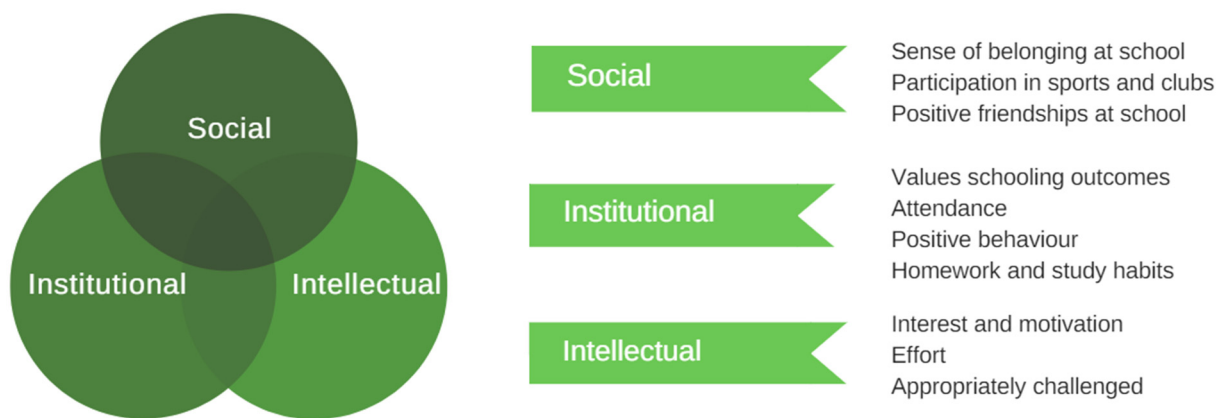 Social
Institutional
Intellectual
Social
Sense of belonging at school
Participation in sports and clubs
Positive friendships at school
Institutional
Values schooling outcomes
Attendance
Positive behaviour
Homework and study habits
Intellectual
Interest and motivation
Effort
Appropriately challenged